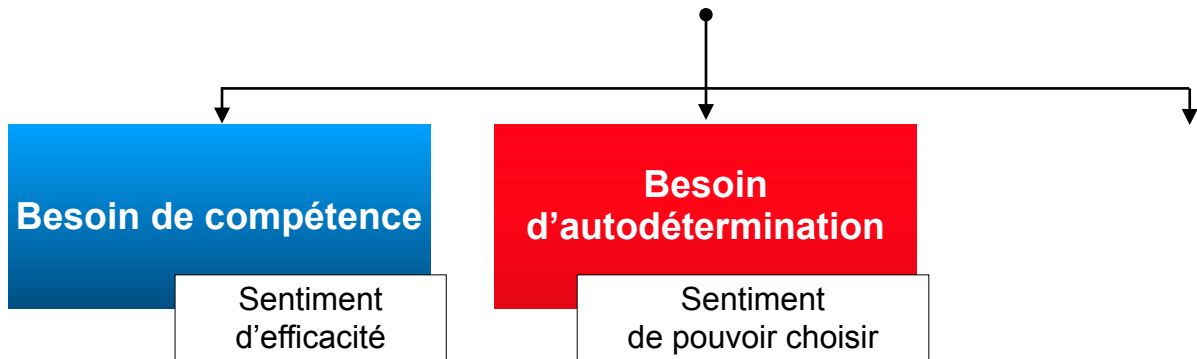 Besoin de compétence
Sentiment
d’efficacité
Besoin
d’autodétermination
Sentiment
de pouvoir choisir